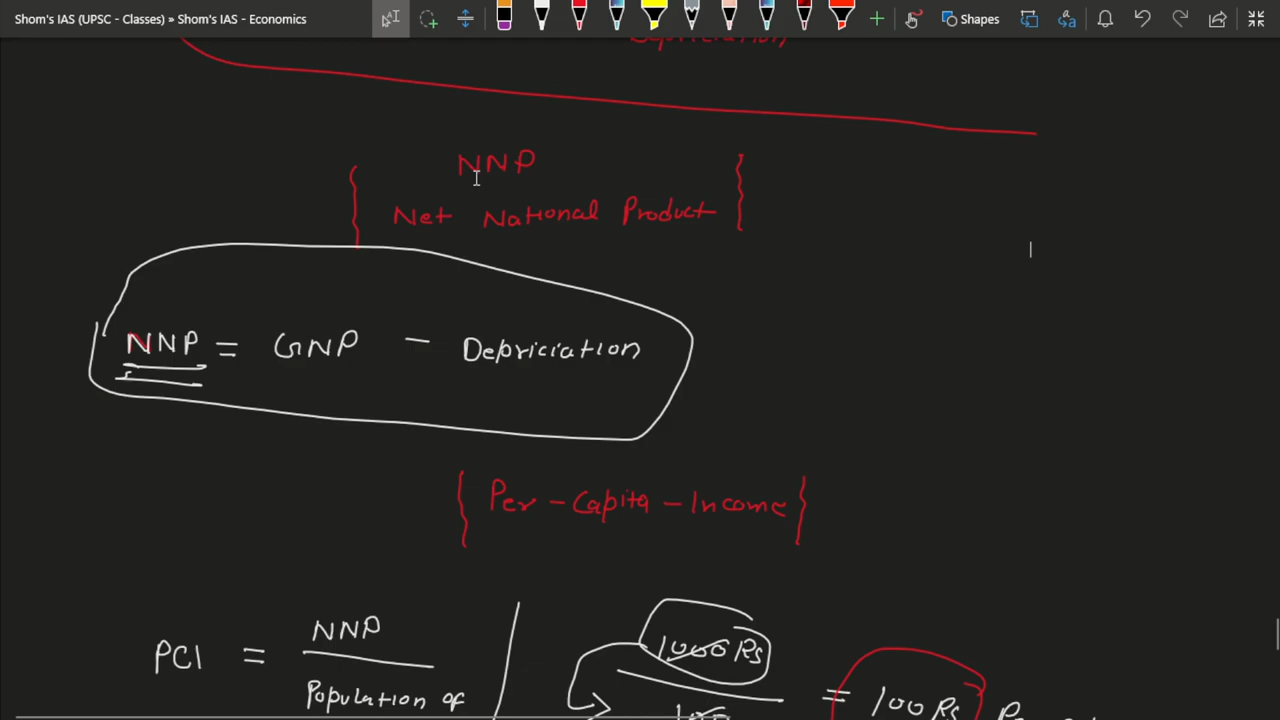 Shom's IAS (UPSC - Classes) » Shom's IAS - Economics
Shapes
NNP
Net National Product
NNP = GNP - Depriciation
Per-Capita-Income
PCI = NNP
Population of
1000 Rs
= 100 Rs